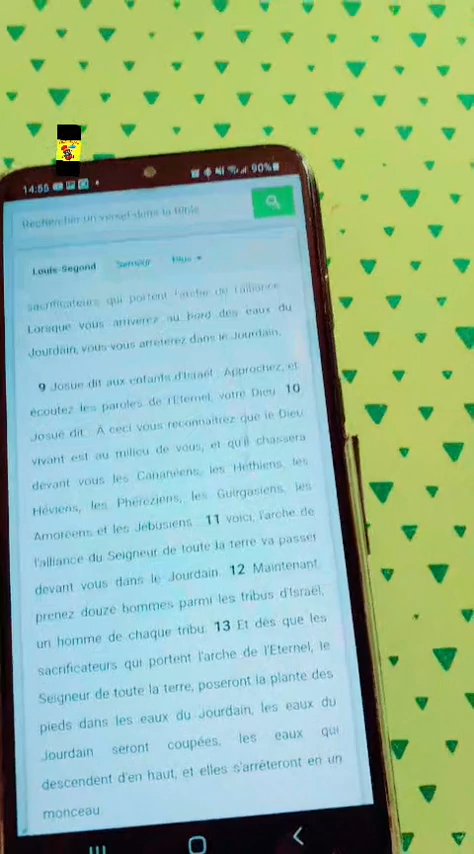 14:55 90%
Rechercher un verset dans la Bible
Louis-Segond Semeur Plus
sacrificateurs qui portent l'arche de l'alliance
Lorsque vous arriverez au bord des eaux du
Jourdain, vous vous arrêterez dans le Jourdain.
9 Josué dit aux enfants d'Israël : Approchez, et
écoutez les paroles de l'Eternel, votre Dieu. 10
Josué dit : A ceci vous reconnaîtrez que le Dieu
vivant est au milieu de vous, et qu'il chassera
devant vous les Cananéens, les Héthiens, les
Héviens, les Phéréziens, les Guirgasiens, les
Amoréens et les Jébusiens : 11 voici, l'arche de
l'alliance du Seigneur de toute la terre va passer
devant vous dans le Jourdain. 12 Maintenant,
prenez douze hommes parmi les tribus d'Israël,
un homme de chaque tribu. 13 Et dès que les
sacrificateurs qui portent l'arche de l'Eternel, le
Seigneur de toute la terre, poseront la plante des
pieds dans les eaux du Jourdain, les eaux du
Jourdain seront coupées, les eaux qui
descendent d'en haut, et elles s'arrêteront en un
monceau.